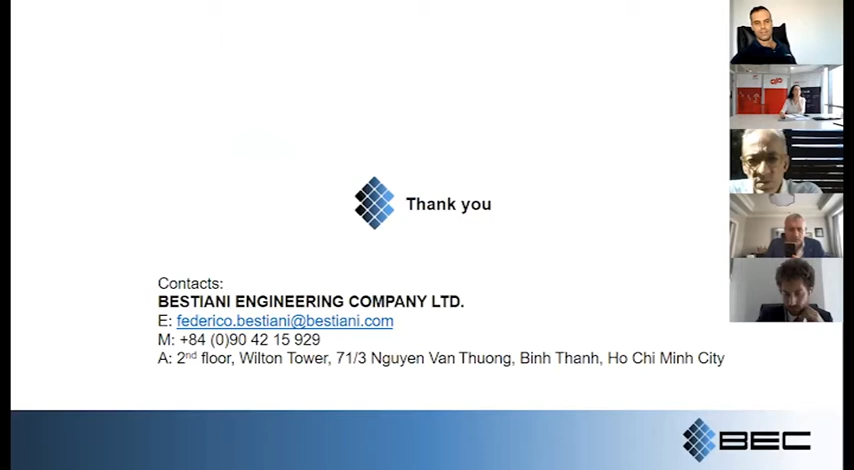 Thank you
Contacts:
BESTIANI ENGINEERING COMPANY LTD.
E: federico.bestiani@bestiani.com
M: +84 (0)90 42 15 929
A: 2nd floor, Wilton Tower, 71/3 Nguyen Van Thuong, Binh Thanh, Ho Chi Minh City
BEC